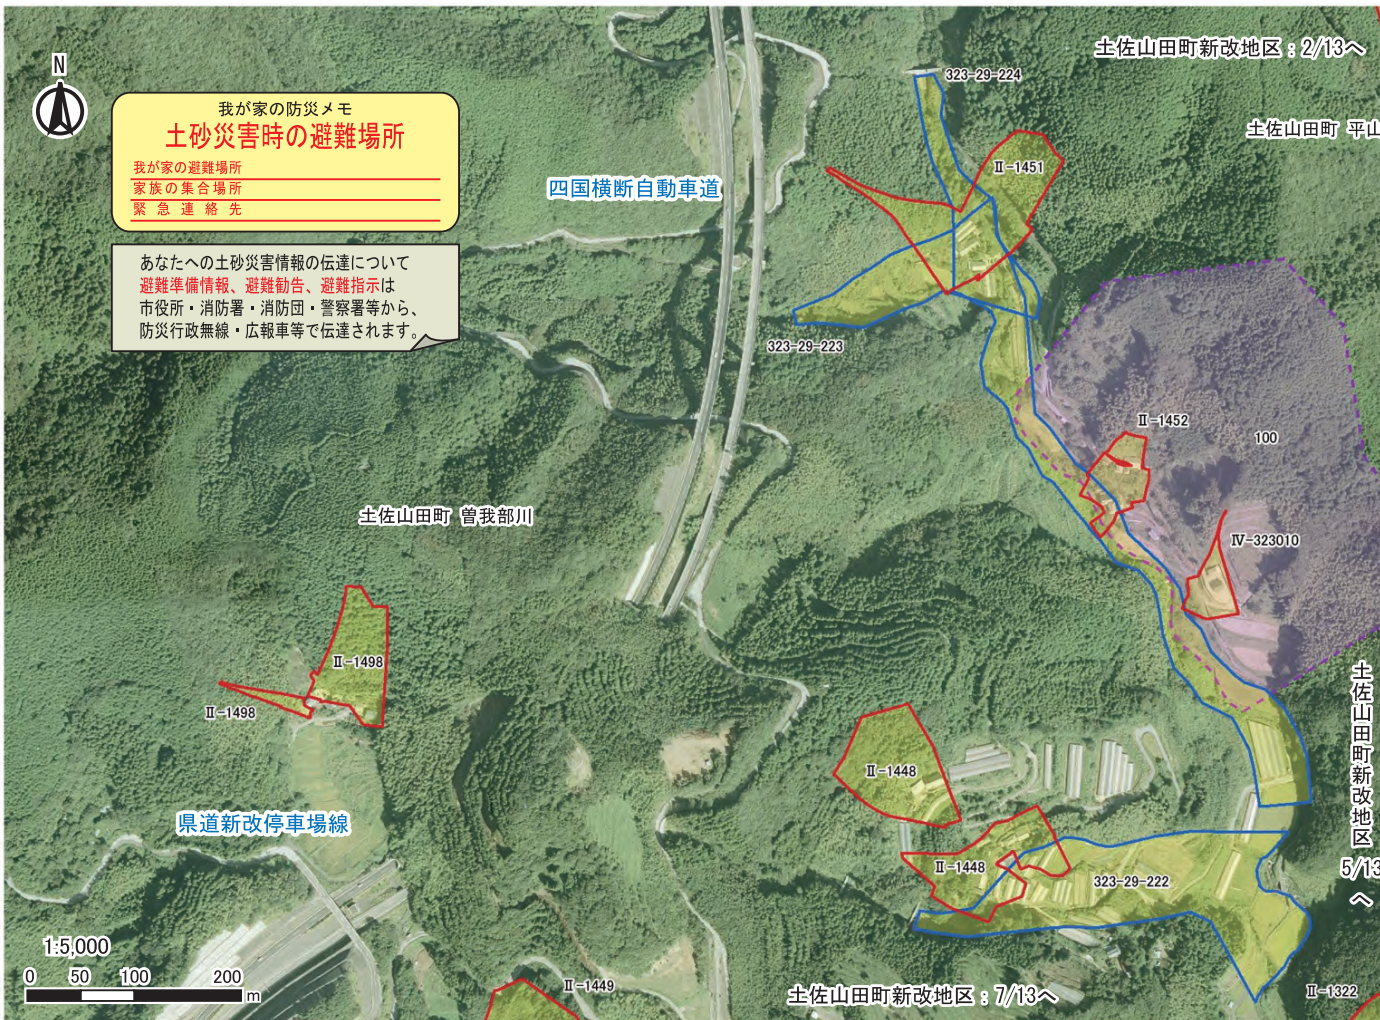 土佐山田町新改地区：2/13へ
N
323-29-224
我が家の防災メモ
土砂災害時の避難場所
我が家の避難場所
家族の集合場所
緊急連絡先
土佐山田町 平山
Ⅱ-1451
四国横断自動車道
あなたへの土砂災害情報の伝達について
避難準備情報、避難勧告、避難指示は
市役所・消防署・消防団・警察署等から、
防災行政無線・広報車等で伝達されます。
323-29-223
Ⅱ-1452
100
土佐山田町 曽我部川
Ⅳ-323010
Ⅱ-1498
Ⅱ-1498
土佐山田町新改地区
5/13
へ
Ⅱ-1448
県道新改停車場線
Ⅱ-1448
323-29-222
1:5,000
0 50 100 200
m
Ⅱ-1449
土佐山田町新改地区：7/13へ
Ⅱ-1322